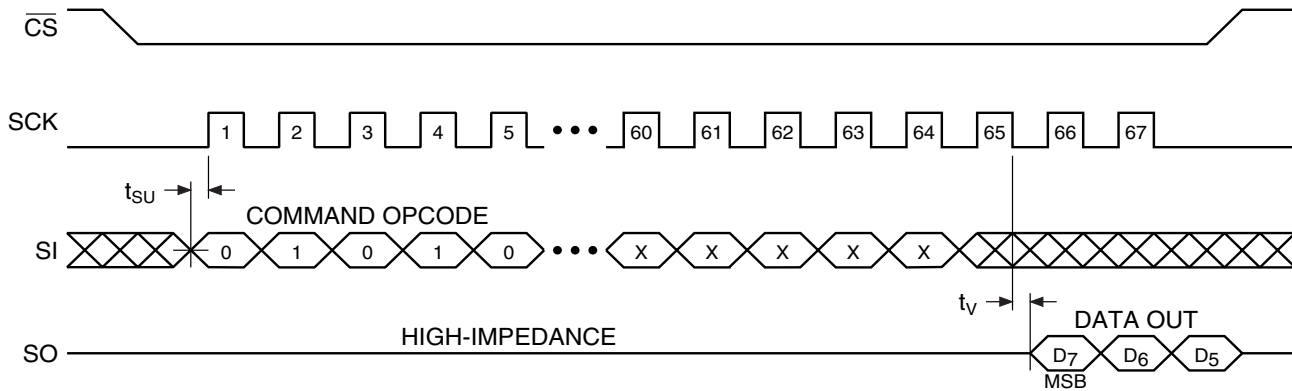 CS
SCK 1 2 3 4 5 ••• 60 61 62 63 64 65 66 67
tSU
COMMAND OPCODE
SI 0 1 0 1 0 ••• X X X X X
tV
HIGH-IMPEDANCE
DATA OUT
SO D7 D6 D5
MSB